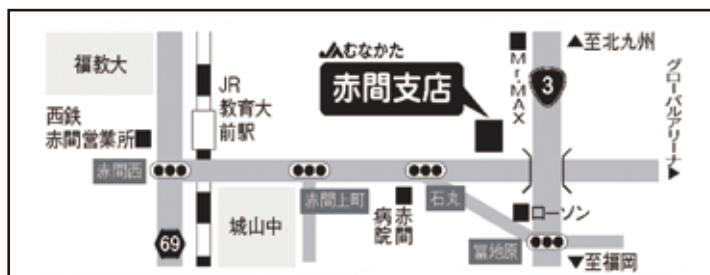 福教大
西鉄
赤間営業所
赤間西
69
JR
教育大
前駅
城山中
JAむなかた
赤間支店
赤間上町
赤間
病院
石丸
Mr.MAX
3
▲至北九州
グローバルアリーナ▶
ローソン
冨地原
▼至福岡